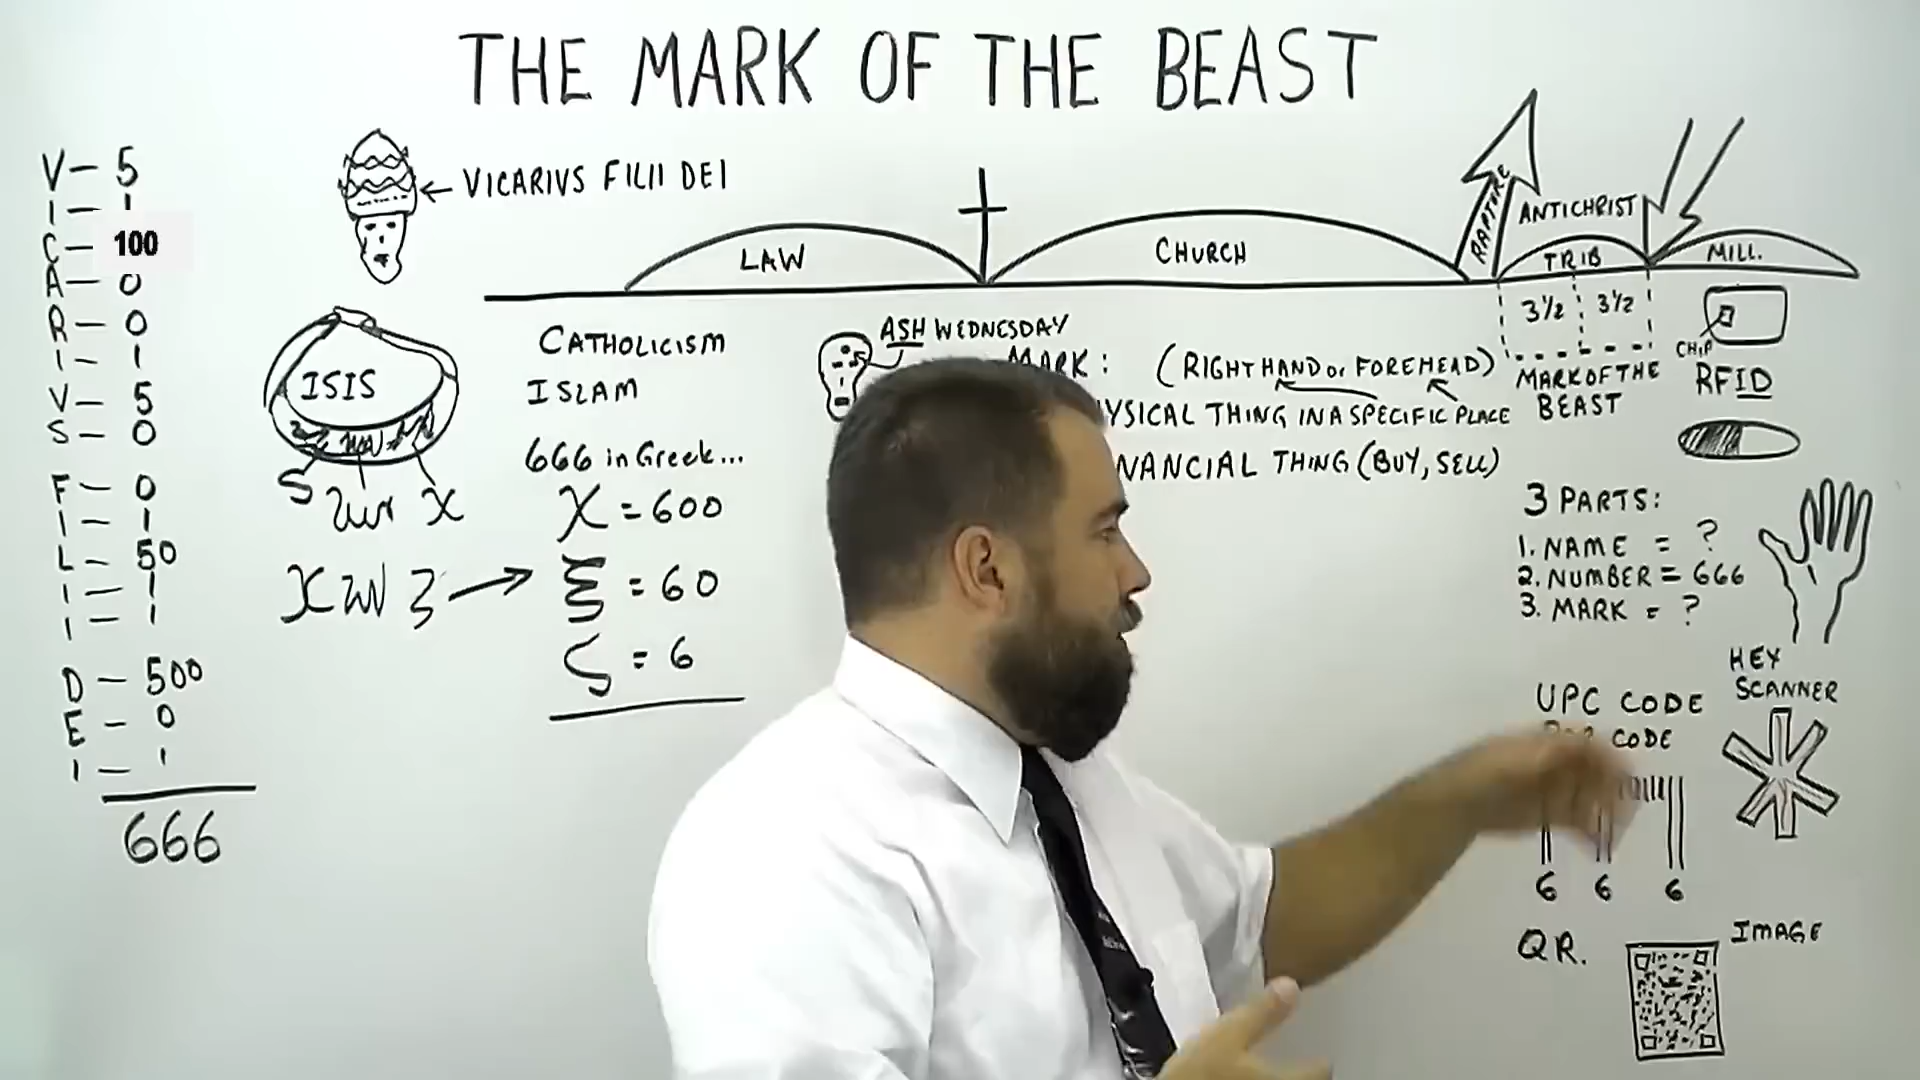 THE MARK OF THE BEAST
V — 5
I — 1
C — 100
A — 0
R — 0
I — 1
V — 5
S — 0
F — 0
I — 1
L — 50
I — 1
I — 1
D — 500
E — 0
I — 1
666
VICARIVS FILII DEI
ISIS
CATHOLICISM
ISLAM
666 in Greek...
X = 600
ξ = 60
ς = 6
LAW
CHURCH
RAPTURE
ANTICHRIST
TRIB
MILL.
3½ 3½
MARK OF THE
BEAST
ASH WEDNESDAY
MARK: (RIGHT HAND or FOREHEAD)
THING IN A SPECIFIC PLACE
THING (BUY, SELL)
CHIP
RFID
3 PARTS:
1. NAME = ?
2. NUMBER = 666
3. MARK = ?
HEX
SCANNER
UPC CODE
CODE
6 6 6
QR.
IMAGE